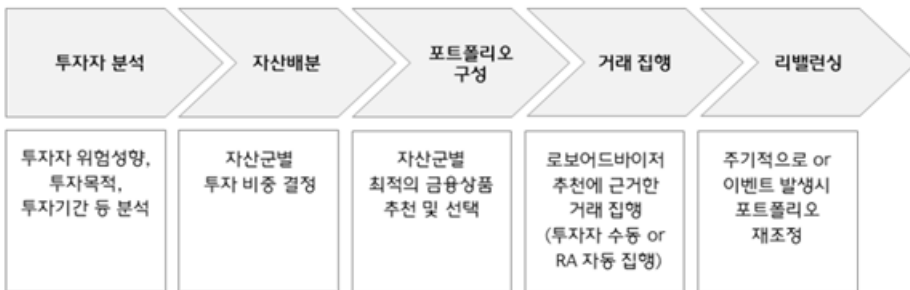 투자자 분석
자산배분
포트폴리오
구성
거래 집행
리밸런싱
투자자 위험성향,
투자목적,
투자기간 등 분석
자산군별
투자 비중 결정
자산군별
최적의 금융상품
추천 및 선택
로보어드바이저
추천에 근거한
거래 집행
(투자자 수동 or
RA 자동 집행)
주기적으로 or
이벤트 발생시
포트폴리오
재조정